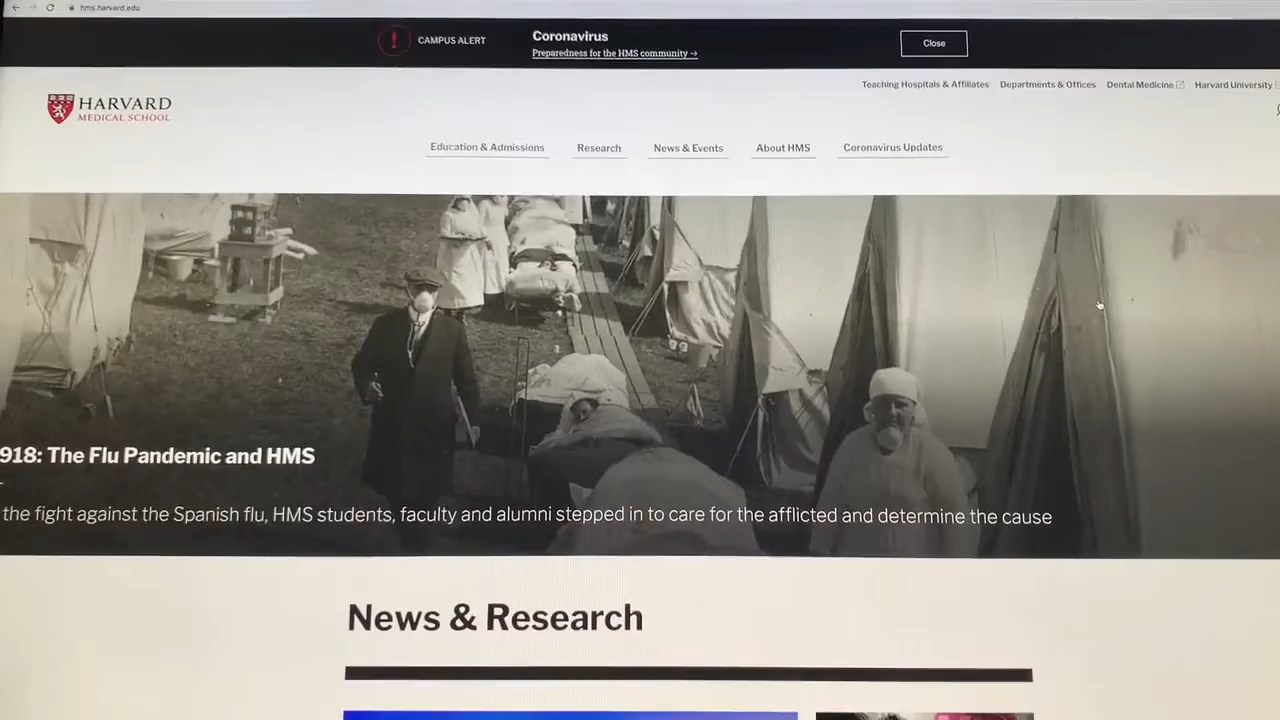 hms.harvard.edu
CAMPUS ALERT
Coronavirus
Preparedness for the HMS community →
Close
Teaching Hospitals & Affiliates
Departments & Offices
Dental Medicine
Harvard University
HARVARD
MEDICAL SCHOOL
Education & Admissions
Research
News & Events
About HMS
Coronavirus Updates
918: The Flu Pandemic and HMS
the fight against the Spanish flu, HMS students, faculty and alumni stepped in to care for the afflicted and determine the cause
News & Research